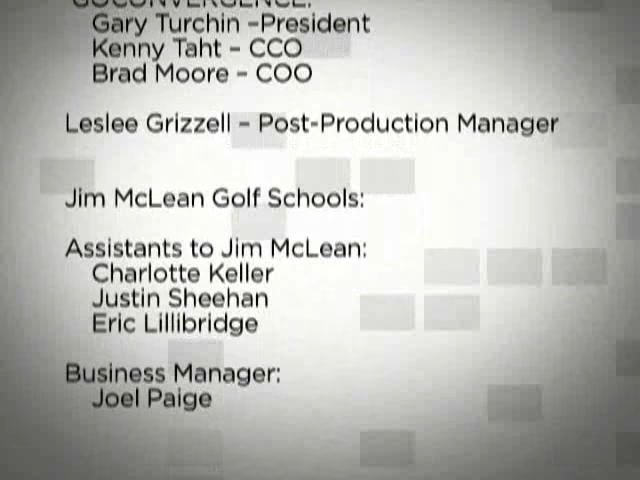 GOCONVERGENCE:
Gary Turchin –President
Kenny Taht – CCO
Brad Moore – COO
Leslee Grizzell – Post-Production Manager
Jim McLean Golf Schools:
Assistants to Jim McLean:
Charlotte Keller
Justin Sheehan
Eric Lillibridge
Business Manager:
Joel Paige